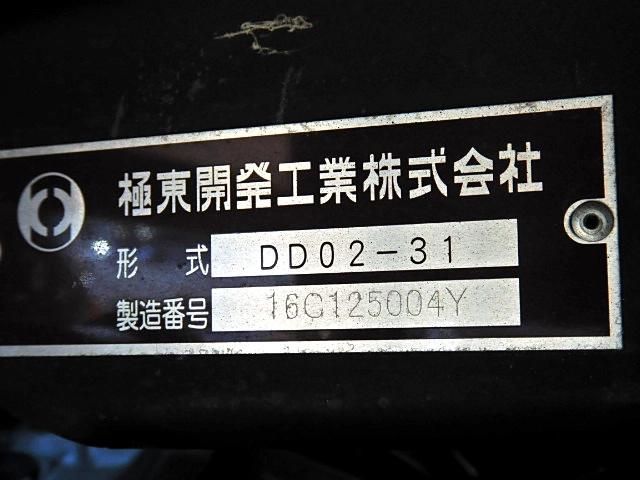 極東開発工業株式会社
形 式 DD02-31
製造番号 16C125004Y